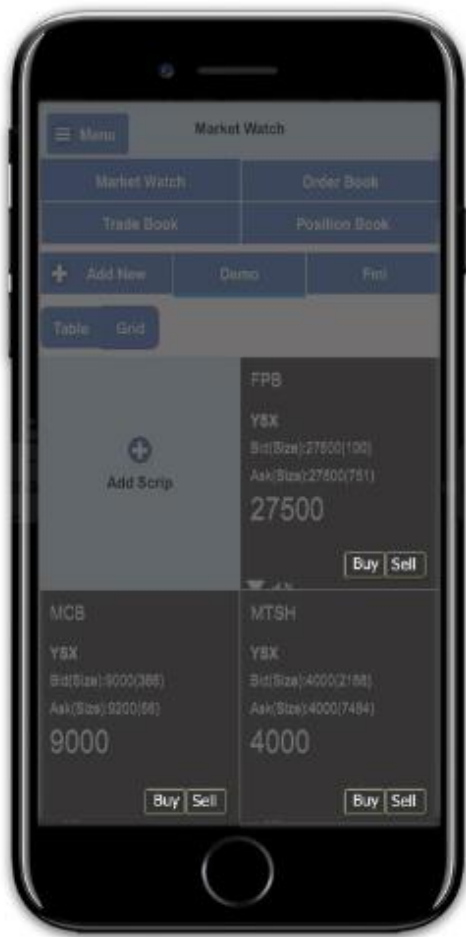 Menu
Market Watch
Market Watch
Order Book
Trade Book
Position Book
Add New
Demo
Fmi
Table
Grid
Add Scrip
FPB
YSX
Bid(Size):27500(100)
Ask(Size):27500(751)
27500
Buy Sell
MCB
YSX
Bid(Size):9000(366)
Ask(Size):9200(56)
9000
Buy Sell
MTSH
YSX
Bid(Size):4000(2186)
Ask(Size):4000(7484)
4000
Buy Sell